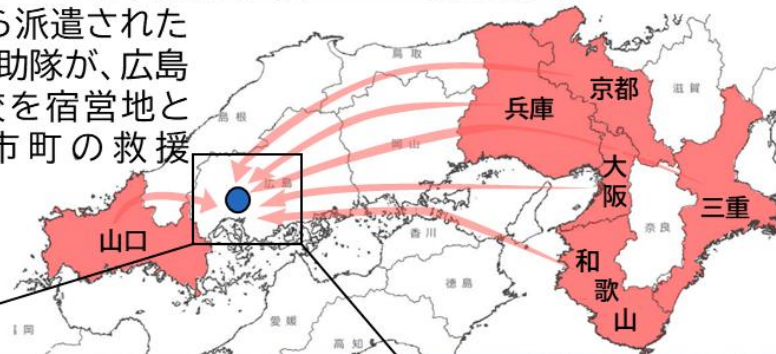 ら派遣された
助隊が、広島
を宿営地と
市町の救援
鳥取
島根
岡山
広島
兵庫
京都
滋賀
大阪
三重
奈良
和歌山
山口
香川
徳島
愛媛
高知
岡